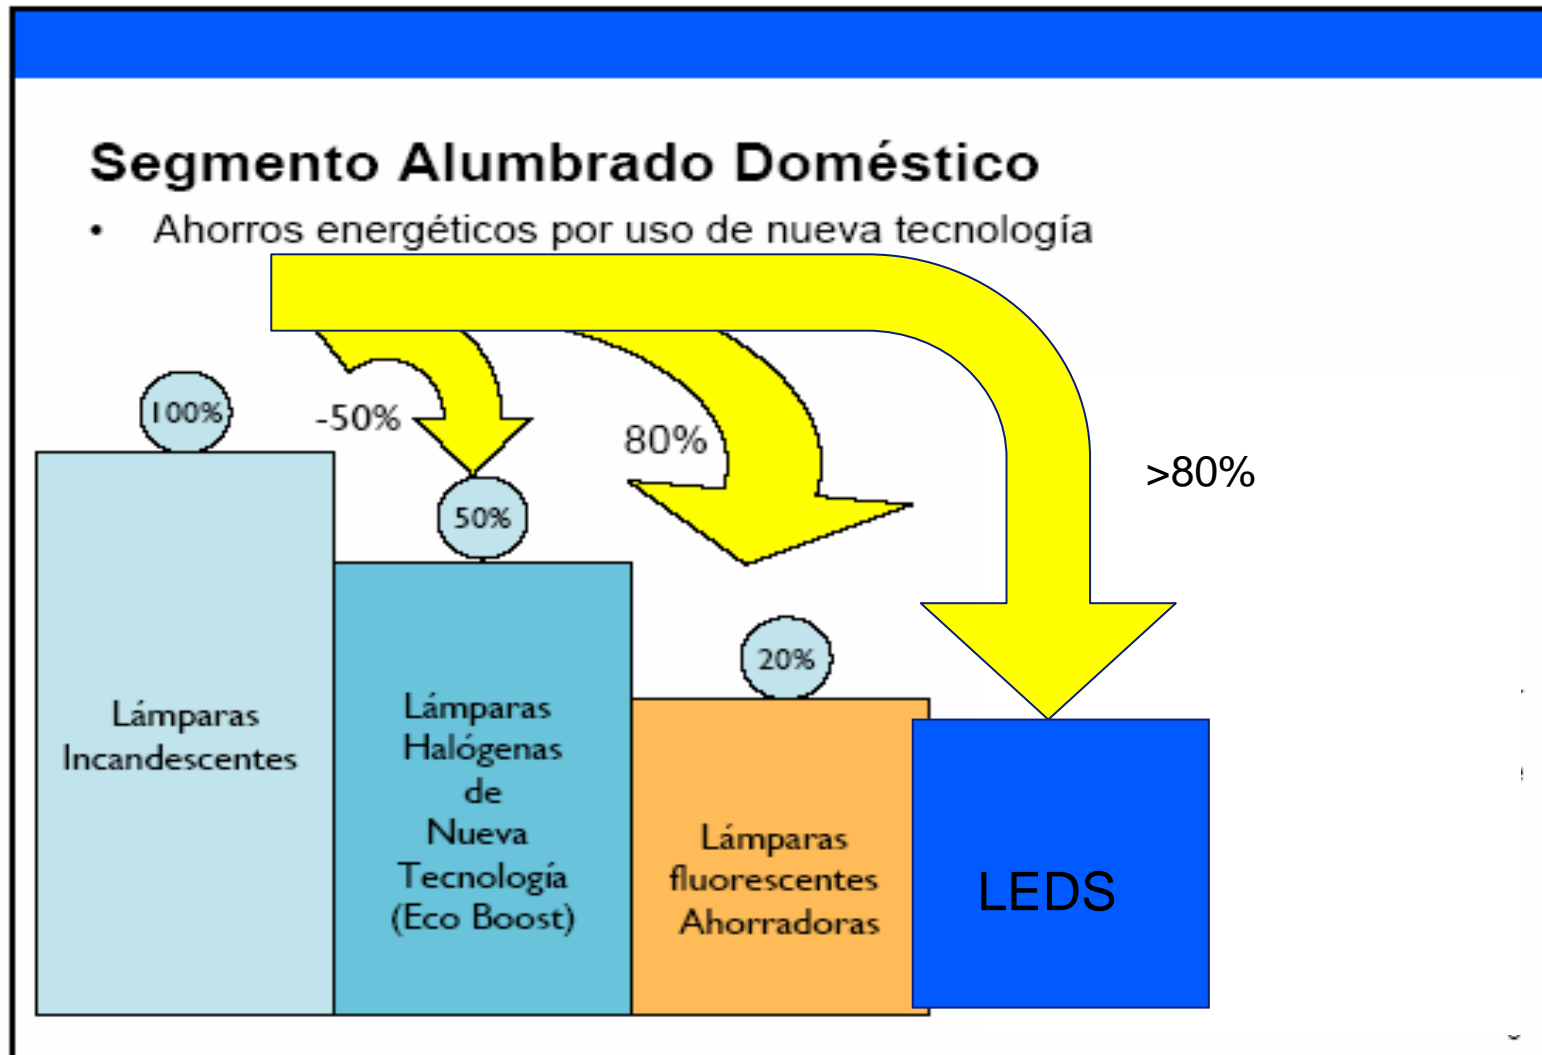 Segmento Alumbrado Doméstico
• Ahorros energéticos por uso de nueva tecnología
100%
-50%
80%
>80%
50%
20%
Lámparas
Incandescentes
Lámparas
Halógenas
de
Nueva
Tecnología
(Eco Boost)
Lámparas
fluorescentes
Ahorradoras
LEDS